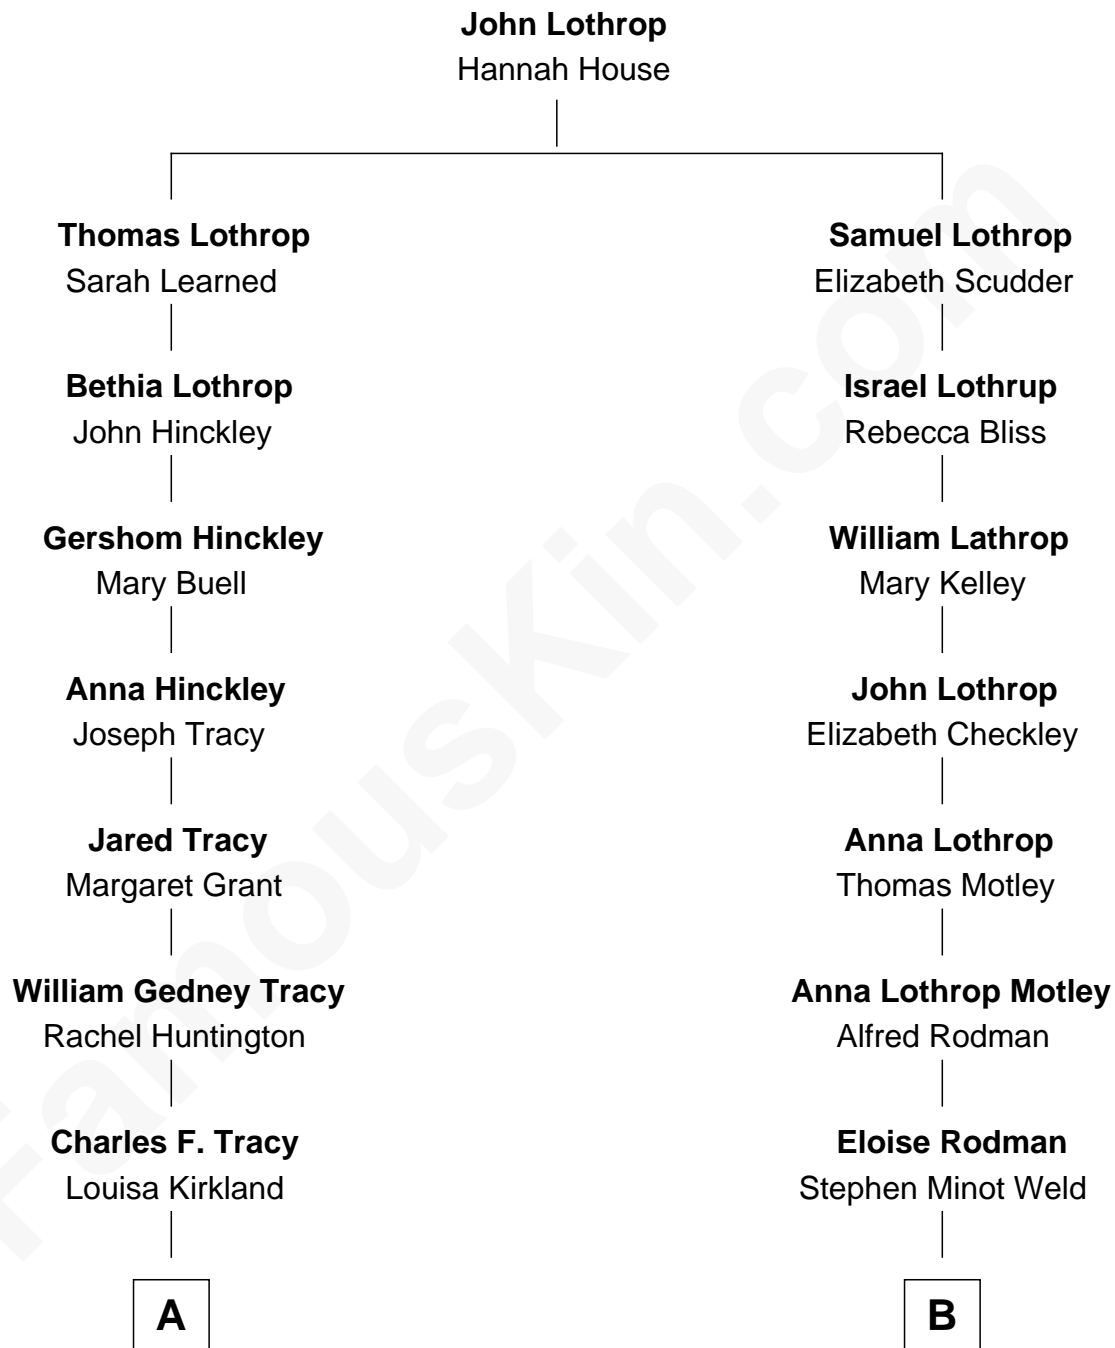 John Lothrop
Hannah House
Thomas Lothrop
Sarah Learned
Bethia Lothrop
John Hinckley
Gershom Hinckley
Mary Buell
Anna Hinckley
Joseph Tracy
Jared Tracy
Margaret Grant
William Gedney Tracy
Rachel Huntington
Charles F. Tracy
Louisa Kirkland
A
Samuel Lothrop
Elizabeth Scudder
Israel Lothrup
Rebecca Bliss
William Lathrop
Mary Kelley
John Lothrop
Elizabeth Checkley
Anna Lothrop
Thomas Motley
Anna Lothrop Motley
Alfred Rodman
Eloise Rodman
Stephen Minot Weld
B
FamousKin.com